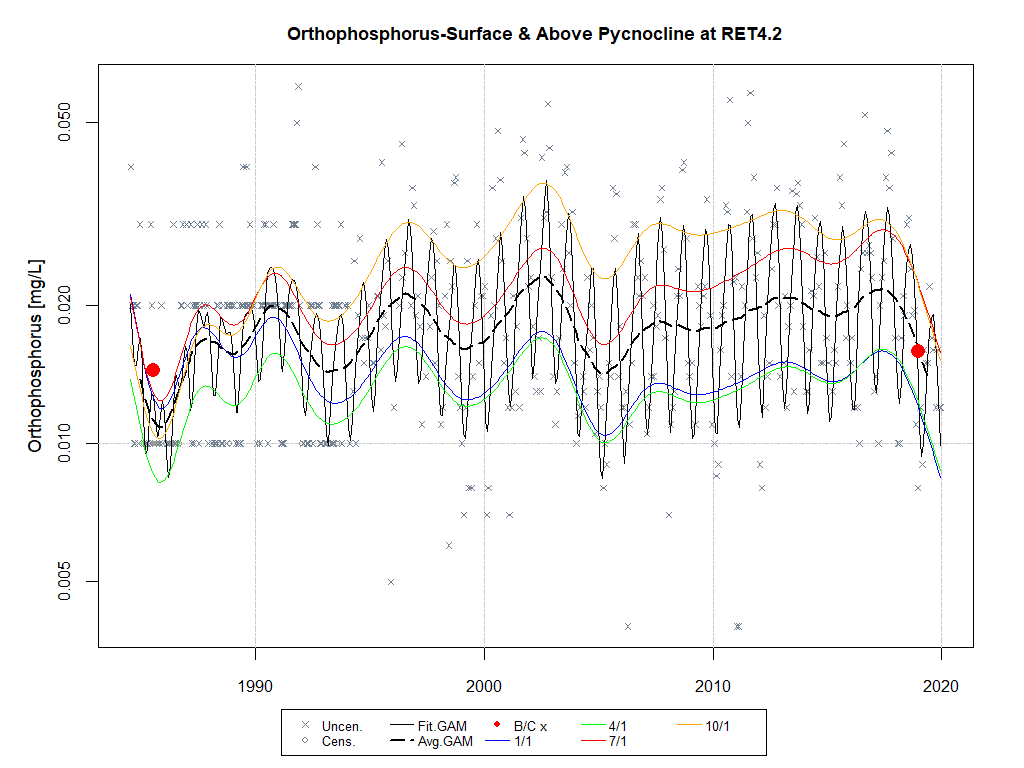 Orthophosphorus-Surface & Above Pycnocline at RET4.2
Orthophosphorus [mg/L]
0.050
0.020
0.010
0.005
1990 2000 2010 2020
Uncen. Fit.GAM B/C x 4/1 10/1
Cens. Avg.GAM 1/1 7/1